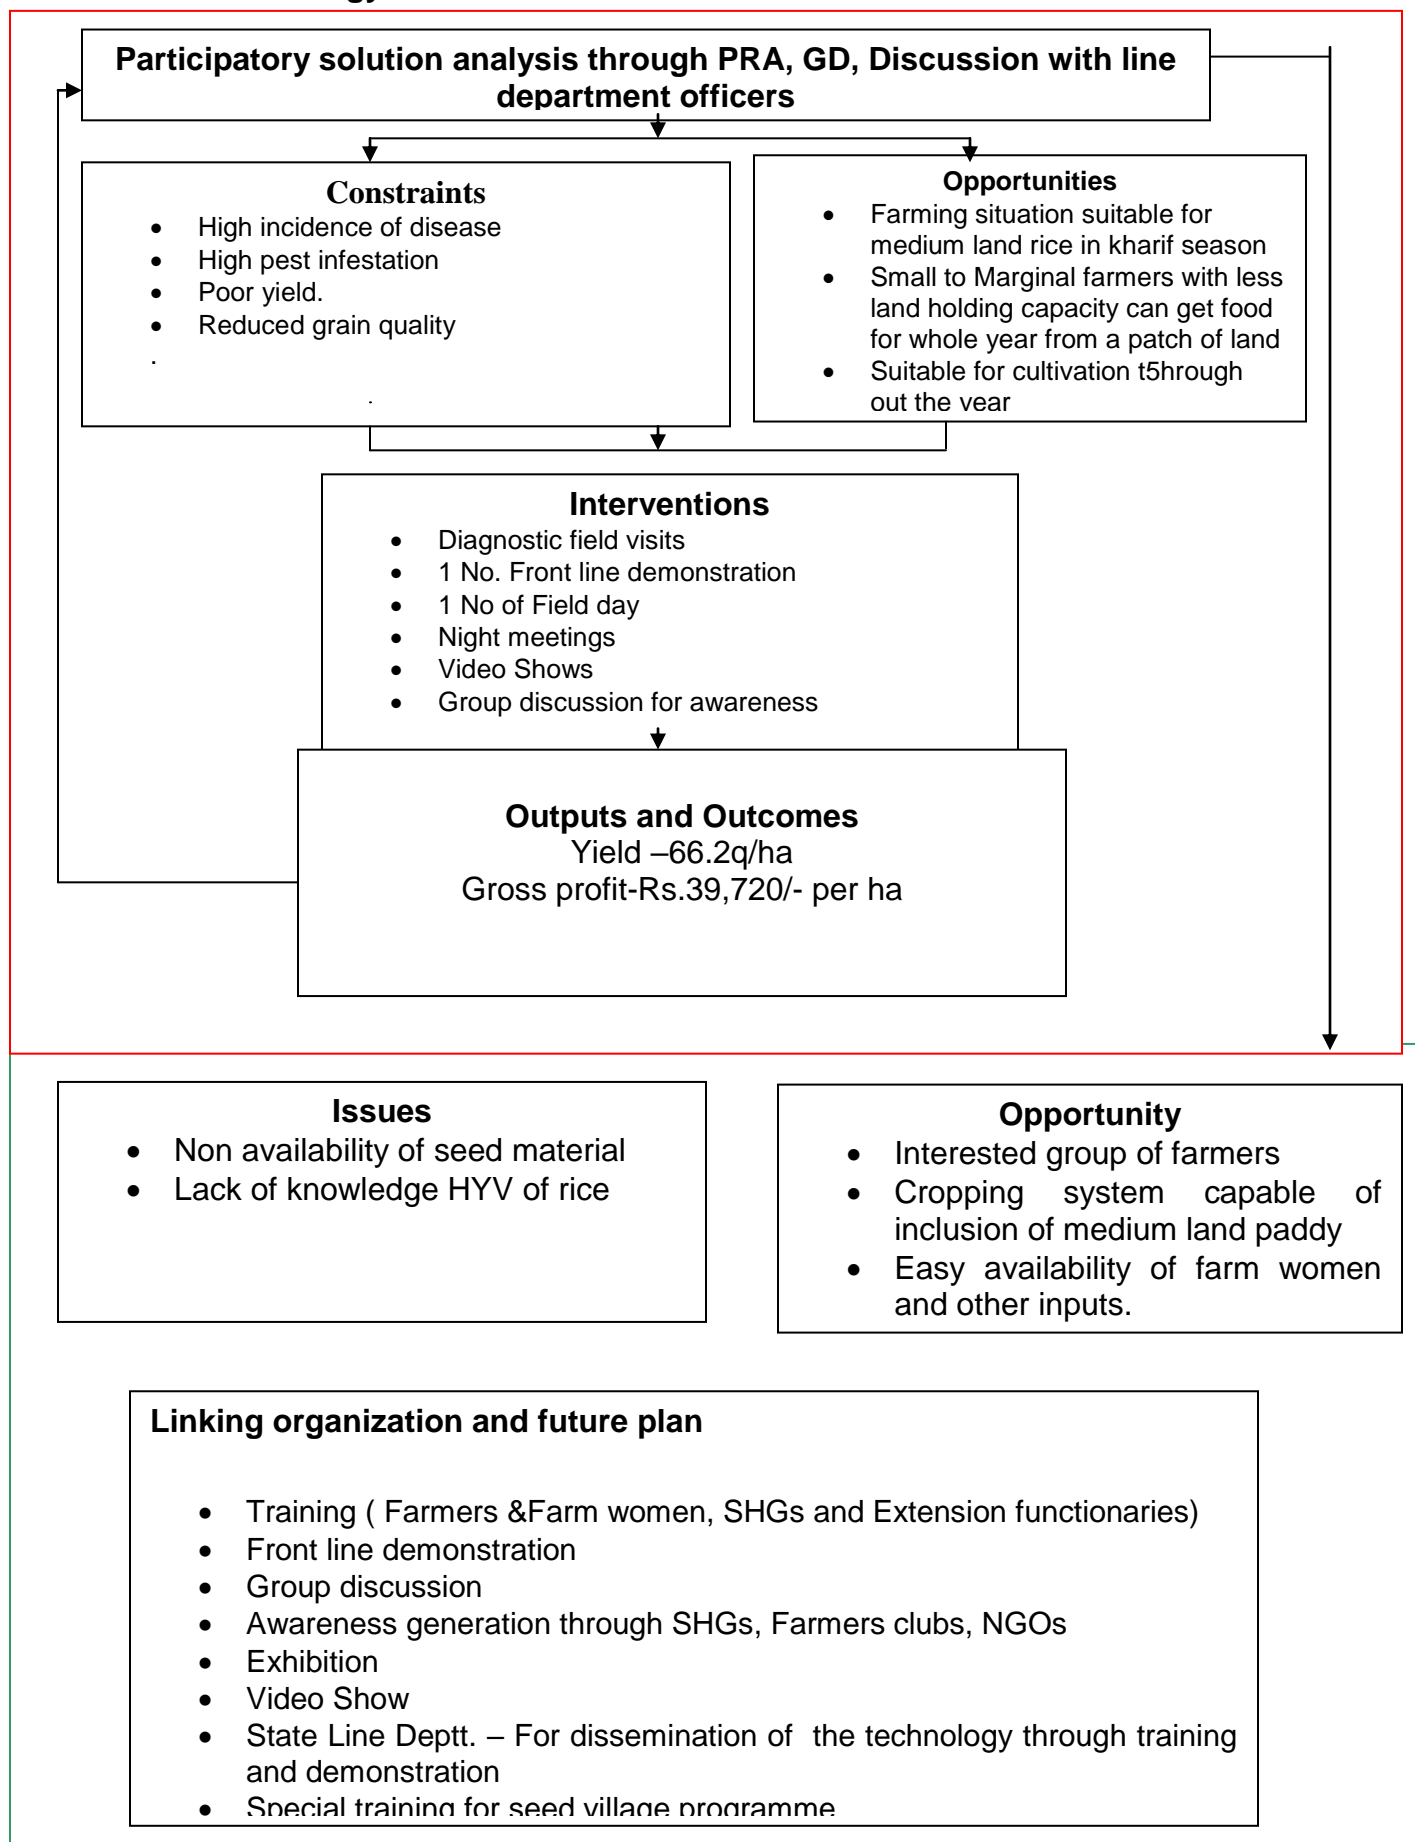 Participatory solution analysis through PRA, GD, Discussion with line
department officers
Constraints
• High incidence of disease
• High pest infestation
• Poor yield.
• Reduced grain quality
.
.
Opportunities
• Farming situation suitable for
medium land rice in kharif season
• Small to Marginal farmers with less
land holding capacity can get food
for whole year from a patch of land
• Suitable for cultivation t5hrough
out the year
Interventions
• Diagnostic field visits
• 1 No. Front line demonstration
• 1 No of Field day
• Night meetings
• Video Shows
• Group discussion for awareness
Outputs and Outcomes
Yield –66.2q/ha
Gross profit-Rs.39,720/- per ha
Issues
• Non availability of seed material
• Lack of knowledge HYV of rice
Opportunity
• Interested group of farmers
• Cropping system capable of
inclusion of medium land paddy
• Easy availability of farm women
and other inputs.
Linking organization and future plan
• Training ( Farmers &Farm women, SHGs and Extension functionaries)
• Front line demonstration
• Group discussion
• Awareness generation through SHGs, Farmers clubs, NGOs
• Exhibition
• Video Show
• State Line Deptt. – For dissemination of the technology through training
and demonstration
• Special training for seed village programme